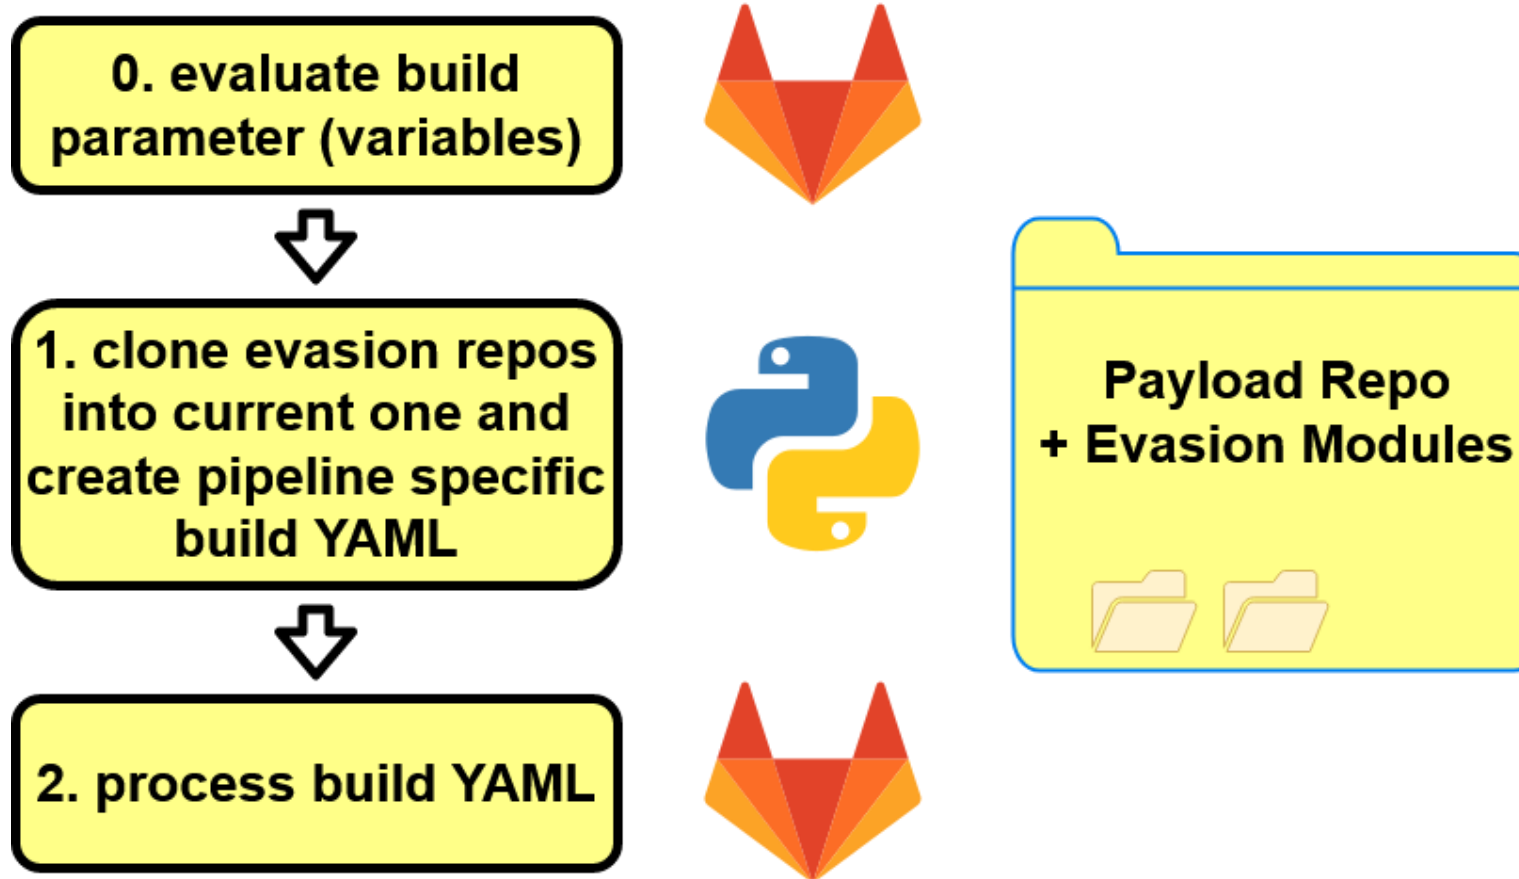 0. evaluate build
parameter (variables)
1. clone evasion repos
into current one and
create pipeline specific
build YAML
2. process build YAML
Payload Repo
+ Evasion Modules